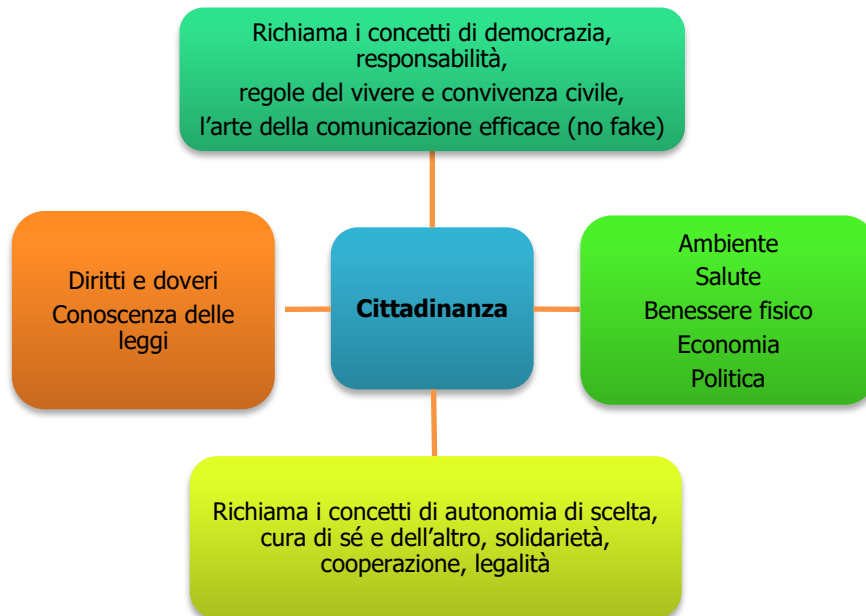 Richiama i concetti di democrazia,
responsabilità,
regole del vivere e convivenza civile,
l’arte della comunicazione efficace (no fake)
Diritti e doveri
Conoscenza delle
leggi
Cittadinanza
Ambiente
Salute
Benessere fisico
Economia
Politica
Richiama i concetti di autonomia di scelta,
cura di sé e dell’altro, solidarietà,
cooperazione, legalità